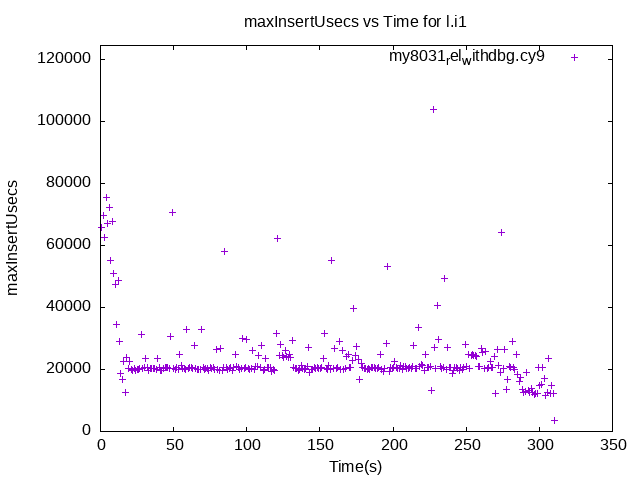 maxInsertUsecs vs Time for l.i1
my8031relwithdbg.cy9
maxInsertUsecs
120000
100000
80000
60000
40000
20000
0
0 50 100 150 200 250 300 350
Time(s)